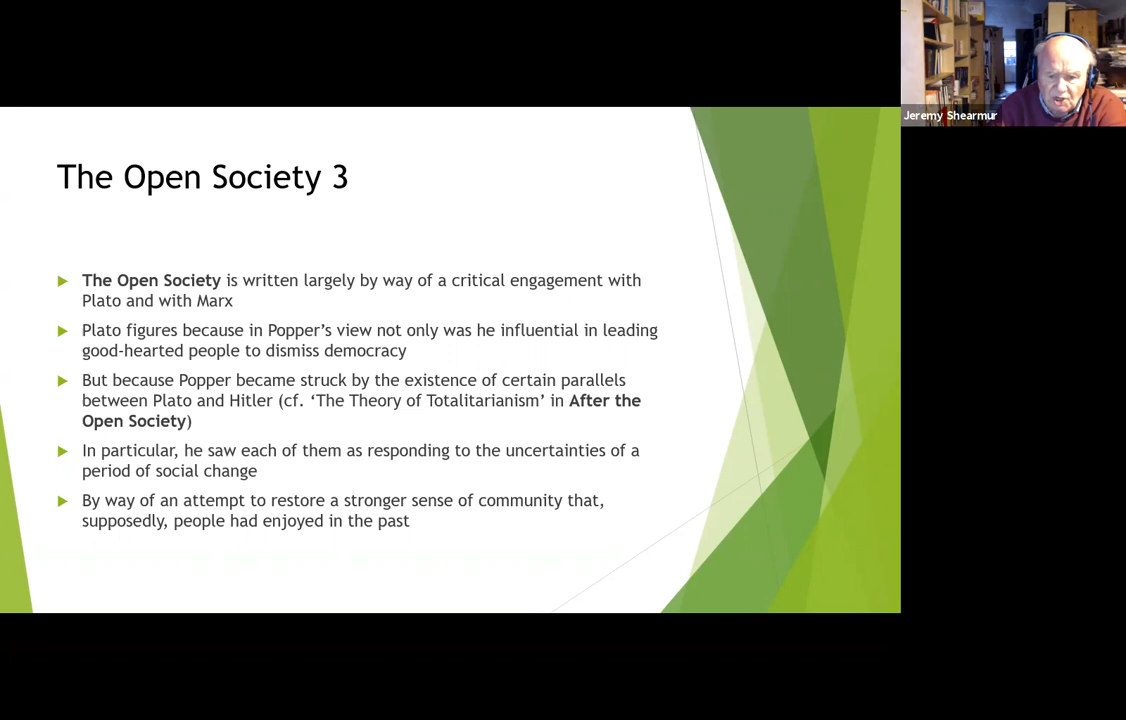 The Open Society 3
The Open Society is written largely by way of a critical engagement with
Plato and with Marx
Plato figures because in Popper's view not only was he influential in leading
good-hearted people to dismiss democracy
But because Popper became struck by the existence of certain parallels
between Plato and Hitler (cf. 'The Theory of Totalitarianism' in After the
Open Society)
In particular, he saw each of them as responding to the uncertainties of a
period of social change
By way of an attempt to restore a stronger sense of community that,
supposedly, people had enjoyed in the past
Jeremy Shearmur